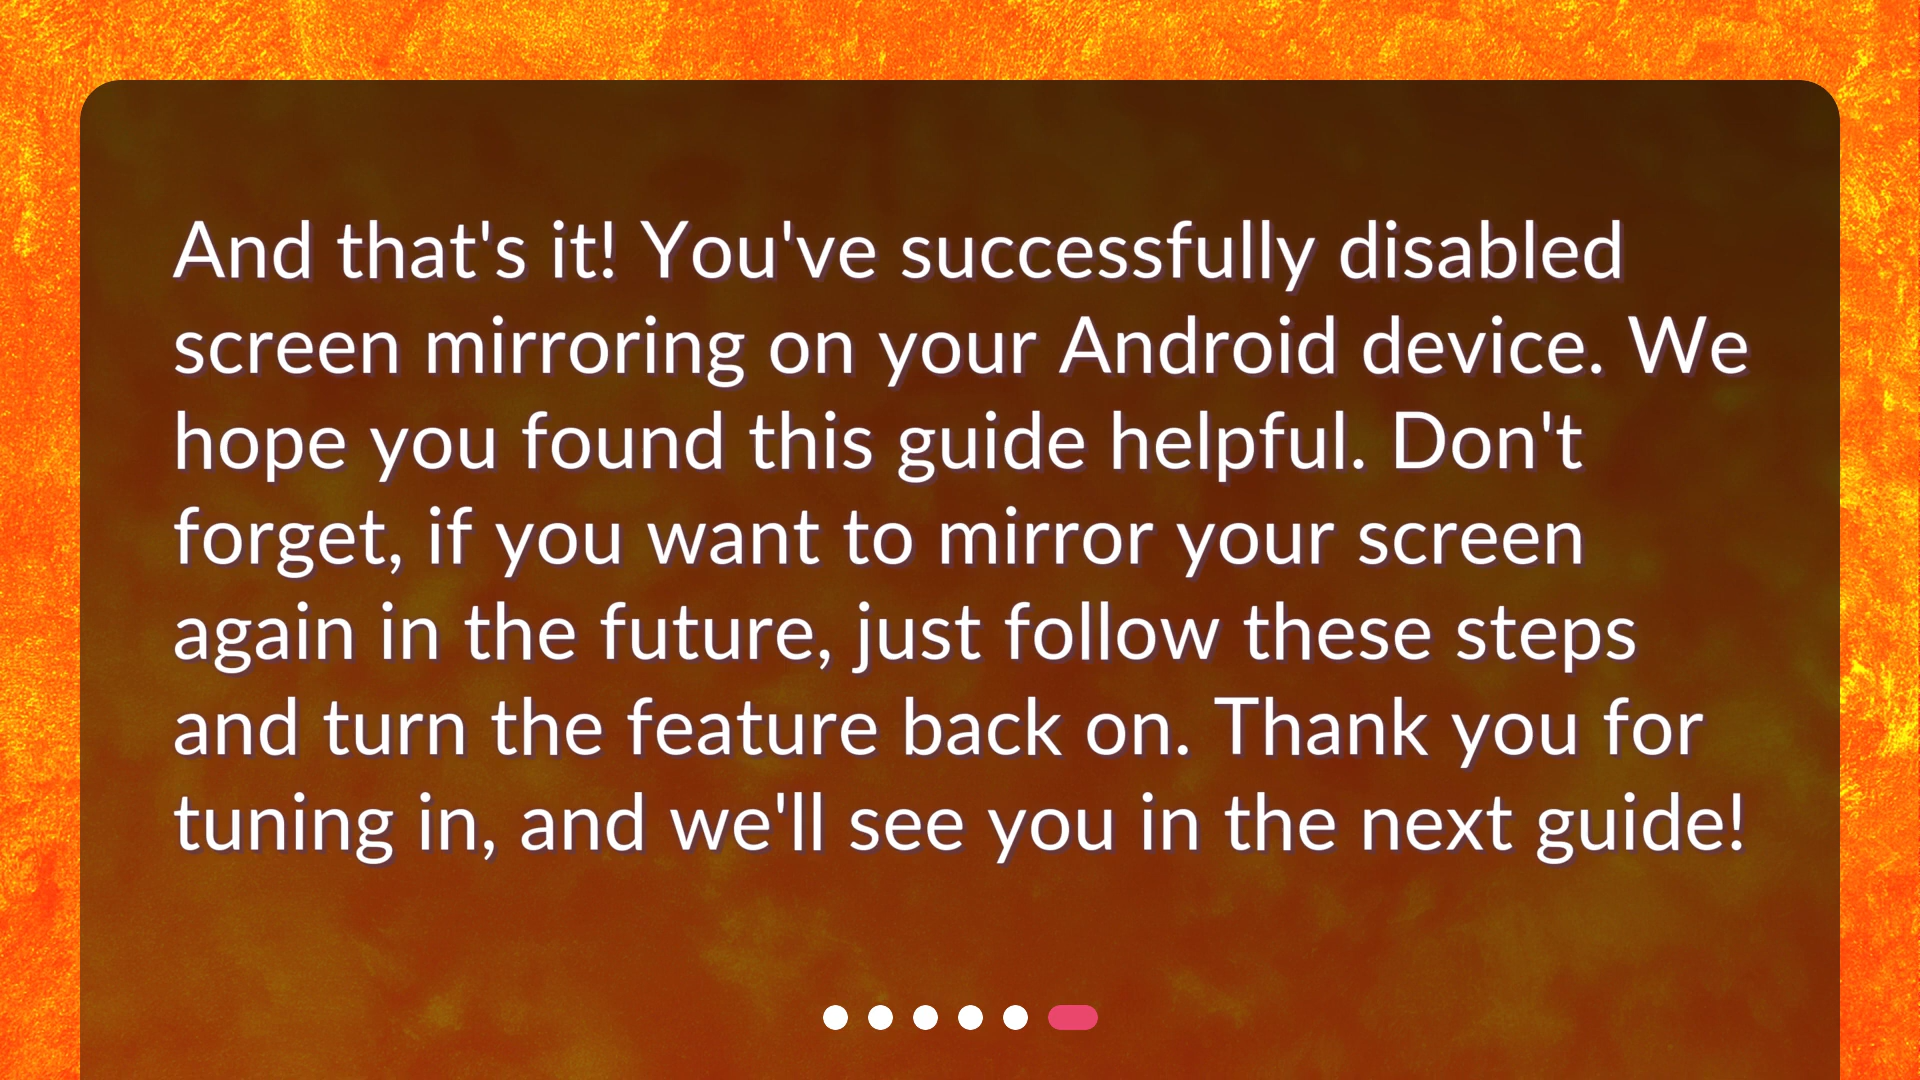 And that's it! You've successfully disabled
screen mirroring on your Android device. We
hope you found this guide helpful. Don't
forget, if you want to mirror your screen
again in the future, just follow these steps
and turn the feature back on. Thank you for
tuning in, and we'll see you in the next guide!